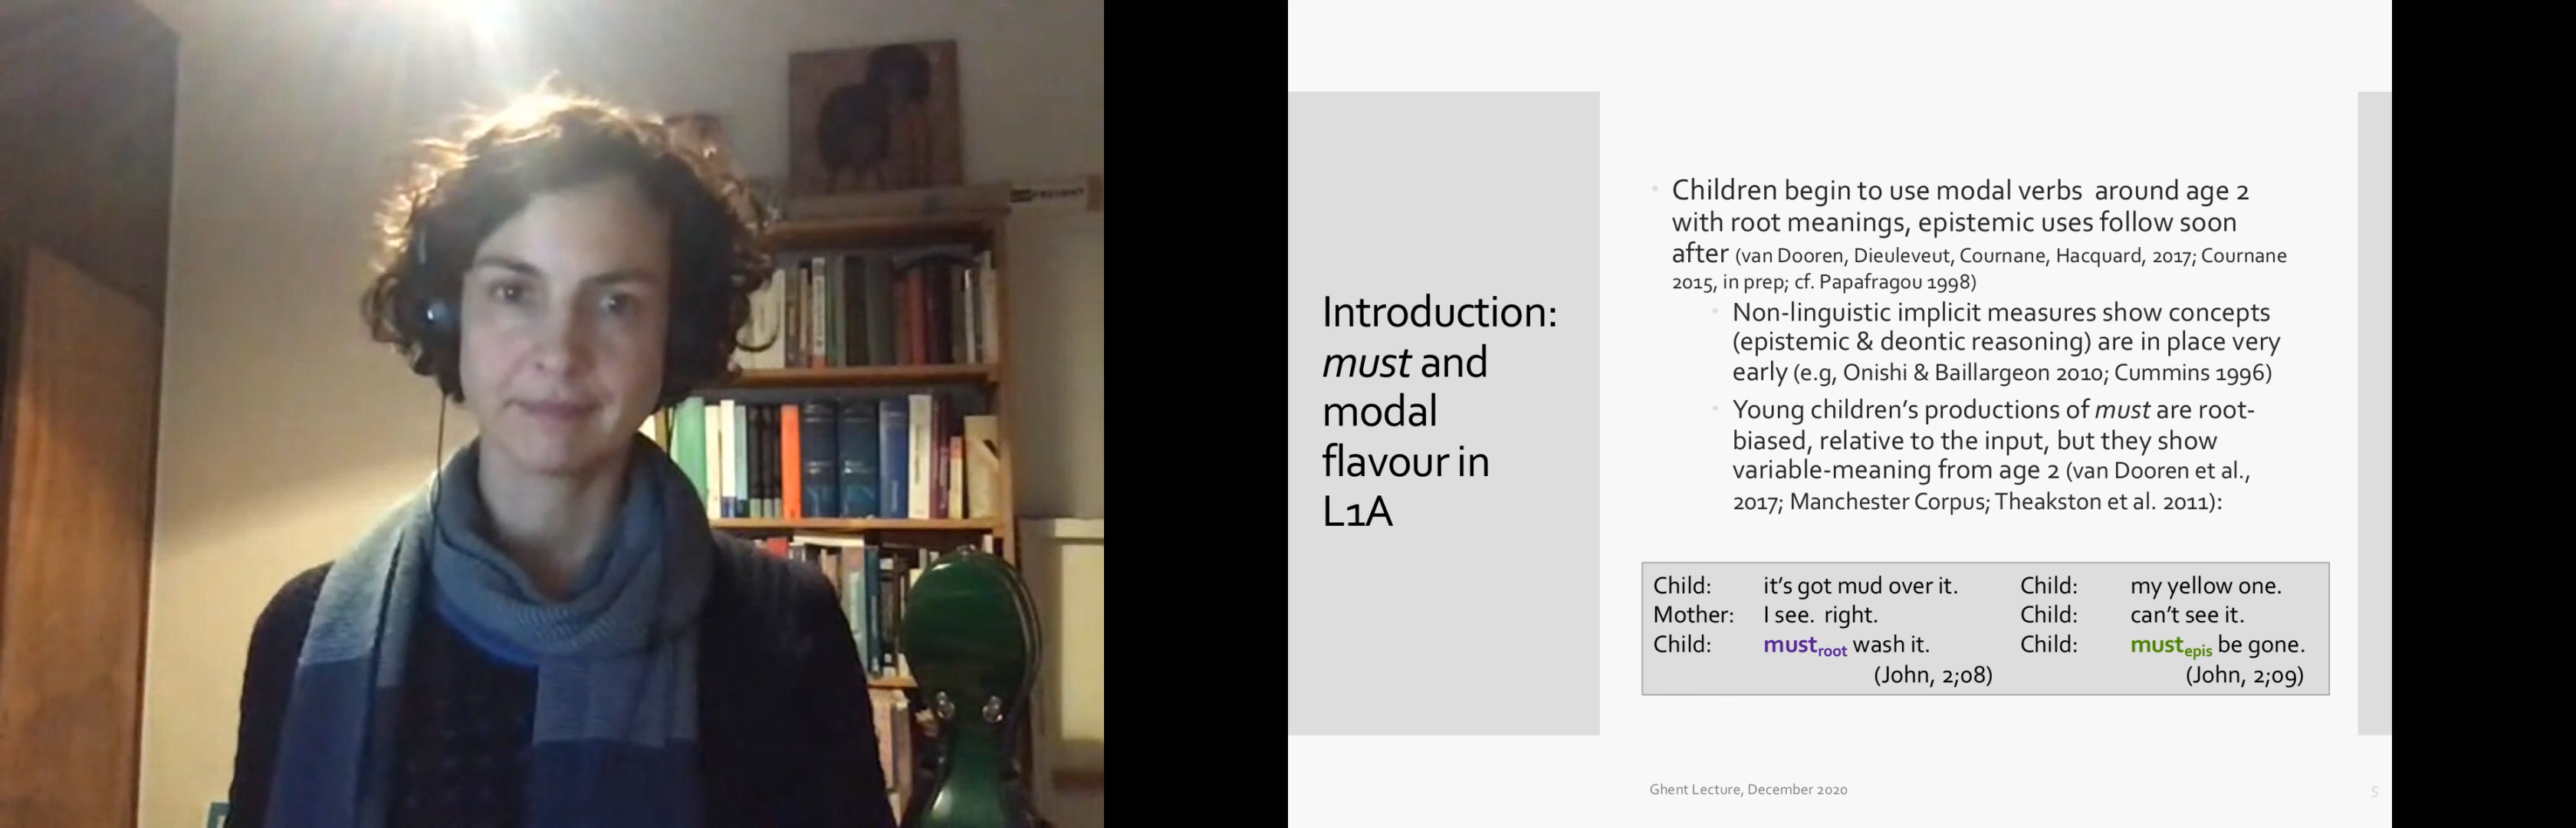 Introduction:
must and
modal
flavour in
L1A
Children begin to use modal verbs around age 2
with root meanings, epistemic uses follow soon
after (van Dooren, Dieuleveut, Cournane, Hacquard, 2017; Cournane
2015, in prep; cf. Papafragou 1998)
Non-linguistic implicit measures show concepts
(epistemic & deontic reasoning) are in place very
early (e.g, Onishi & Baillargeon 2010; Cummins 1996)
Young children's productions of must are root-
biased, relative to the input, but they show
variable-meaning from age 2 (van Dooren et al.,
2017; Manchester Corpus; Theakston et al. 2011):
Child: it's got mud over it.
Mother: I see. right.
Child: must root wash it.
(John, 2;08)
Child: my yellow one.
Child: can't see it.
Child: must epis be gone.
(John, 2;09)
Ghent Lecture, December 2020
5